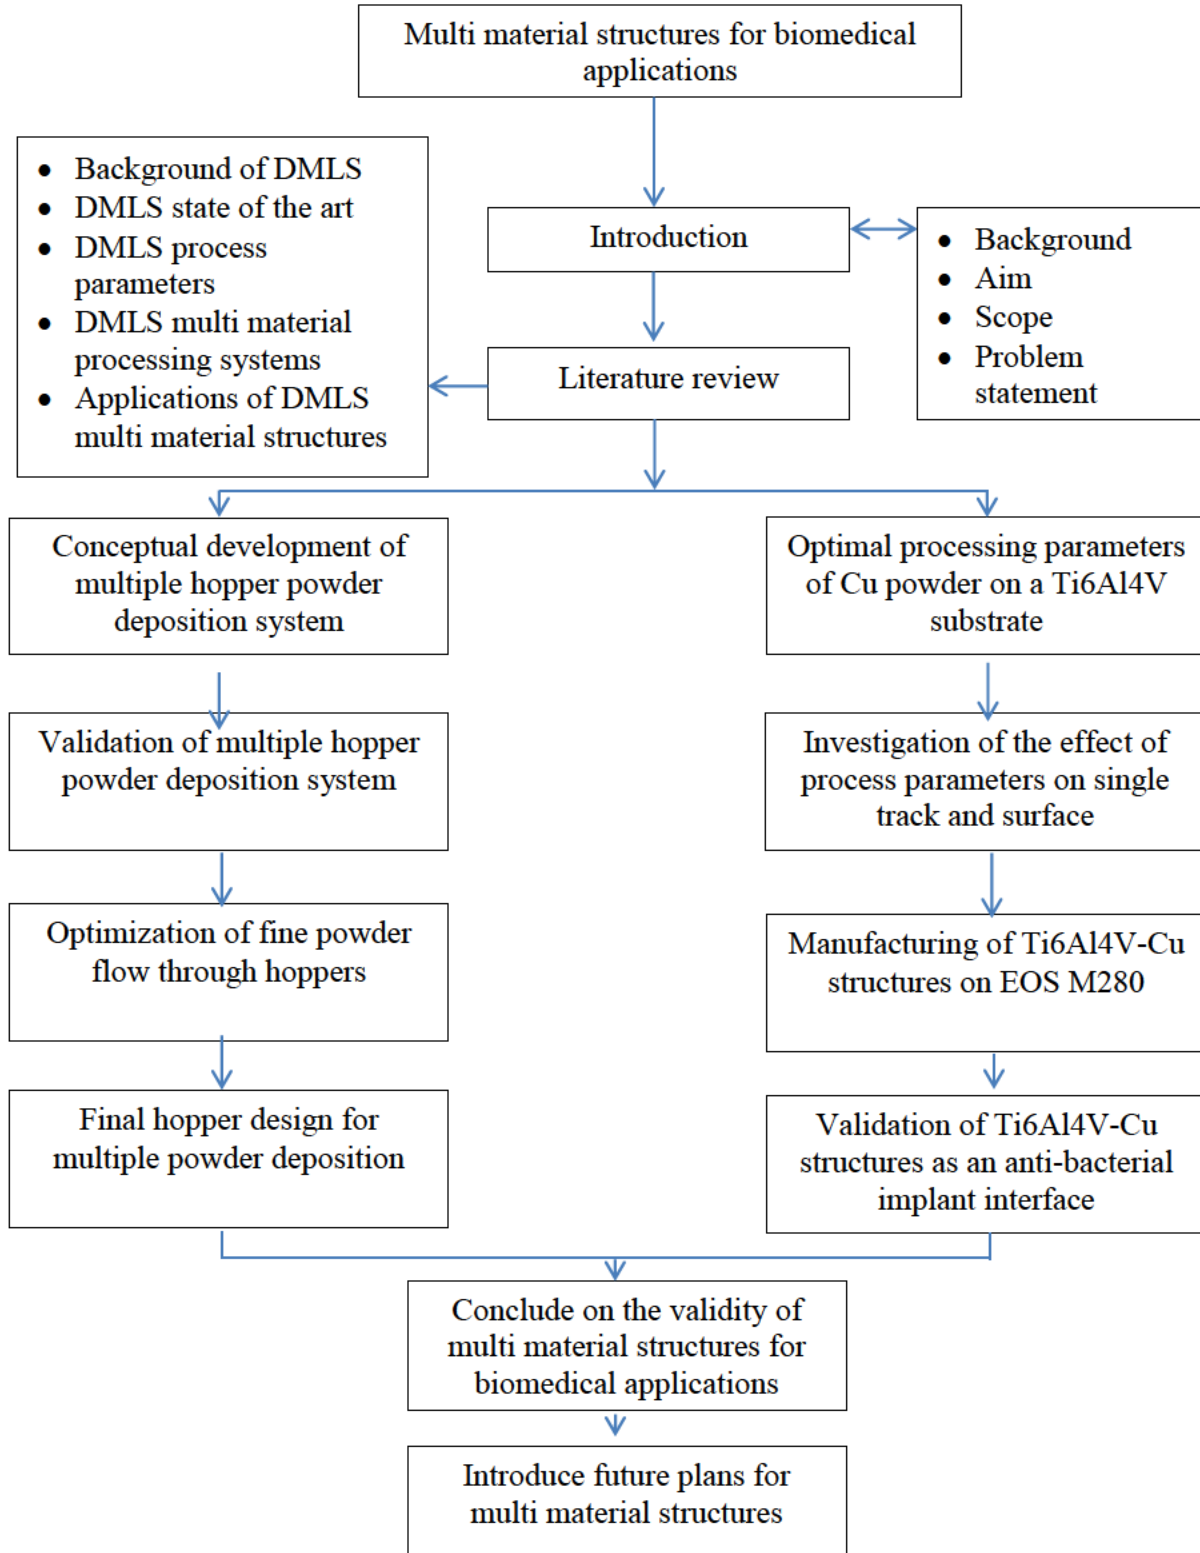 Multi material structures for biomedical
applications
● Background of DMLS
● DMLS state of the art
● DMLS process
parameters
● DMLS multi material
processing systems
● Applications of DMLS
multi material structures
Introduction
● Background
● Aim
● Scope
● Problem
statement
Literature review
Conceptual development of
multiple hopper powder
deposition system
Optimal processing parameters
of Cu powder on a Ti6Al4V
substrate
Validation of multiple hopper
powder deposition system
Investigation of the effect of
process parameters on single
track and surface
Optimization of fine powder
flow through hoppers
Manufacturing of Ti6Al4V-Cu
structures on EOS M280
Final hopper design for
multiple powder deposition
Validation of Ti6Al4V-Cu
structures as an anti-bacterial
implant interface
Conclude on the validity of
multi material structures for
biomedical applications
Introduce future plans for
multi material structures